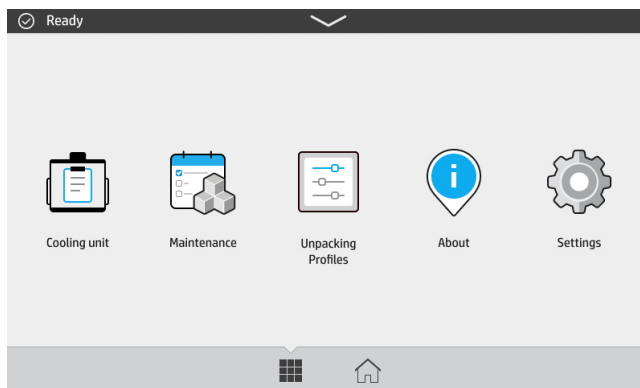 Ready
Cooling unit
Maintenance
Unpacking
Profiles
About
Settings